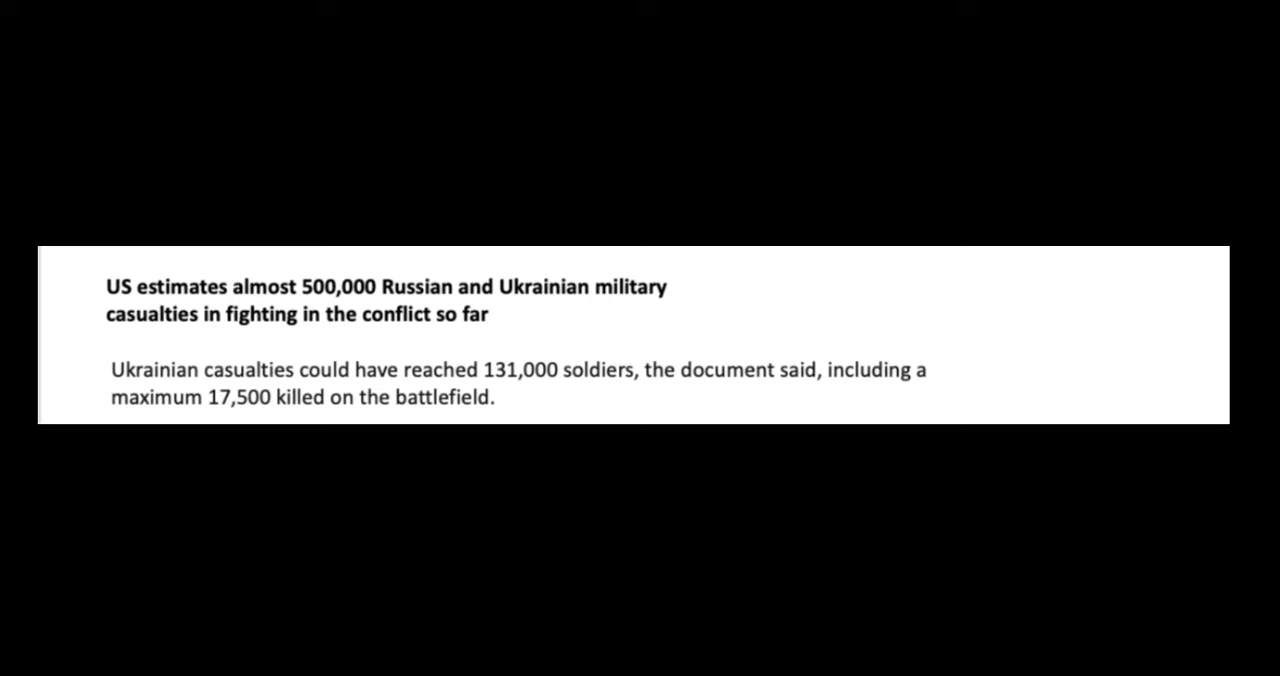 US estimates almost 500,000 Russian and Ukrainian military
casualties in fighting in the conflict so far
Ukrainian casualties could have reached 131,000 soldiers, the document said, including a
maximum 17,500 killed on the battlefield.